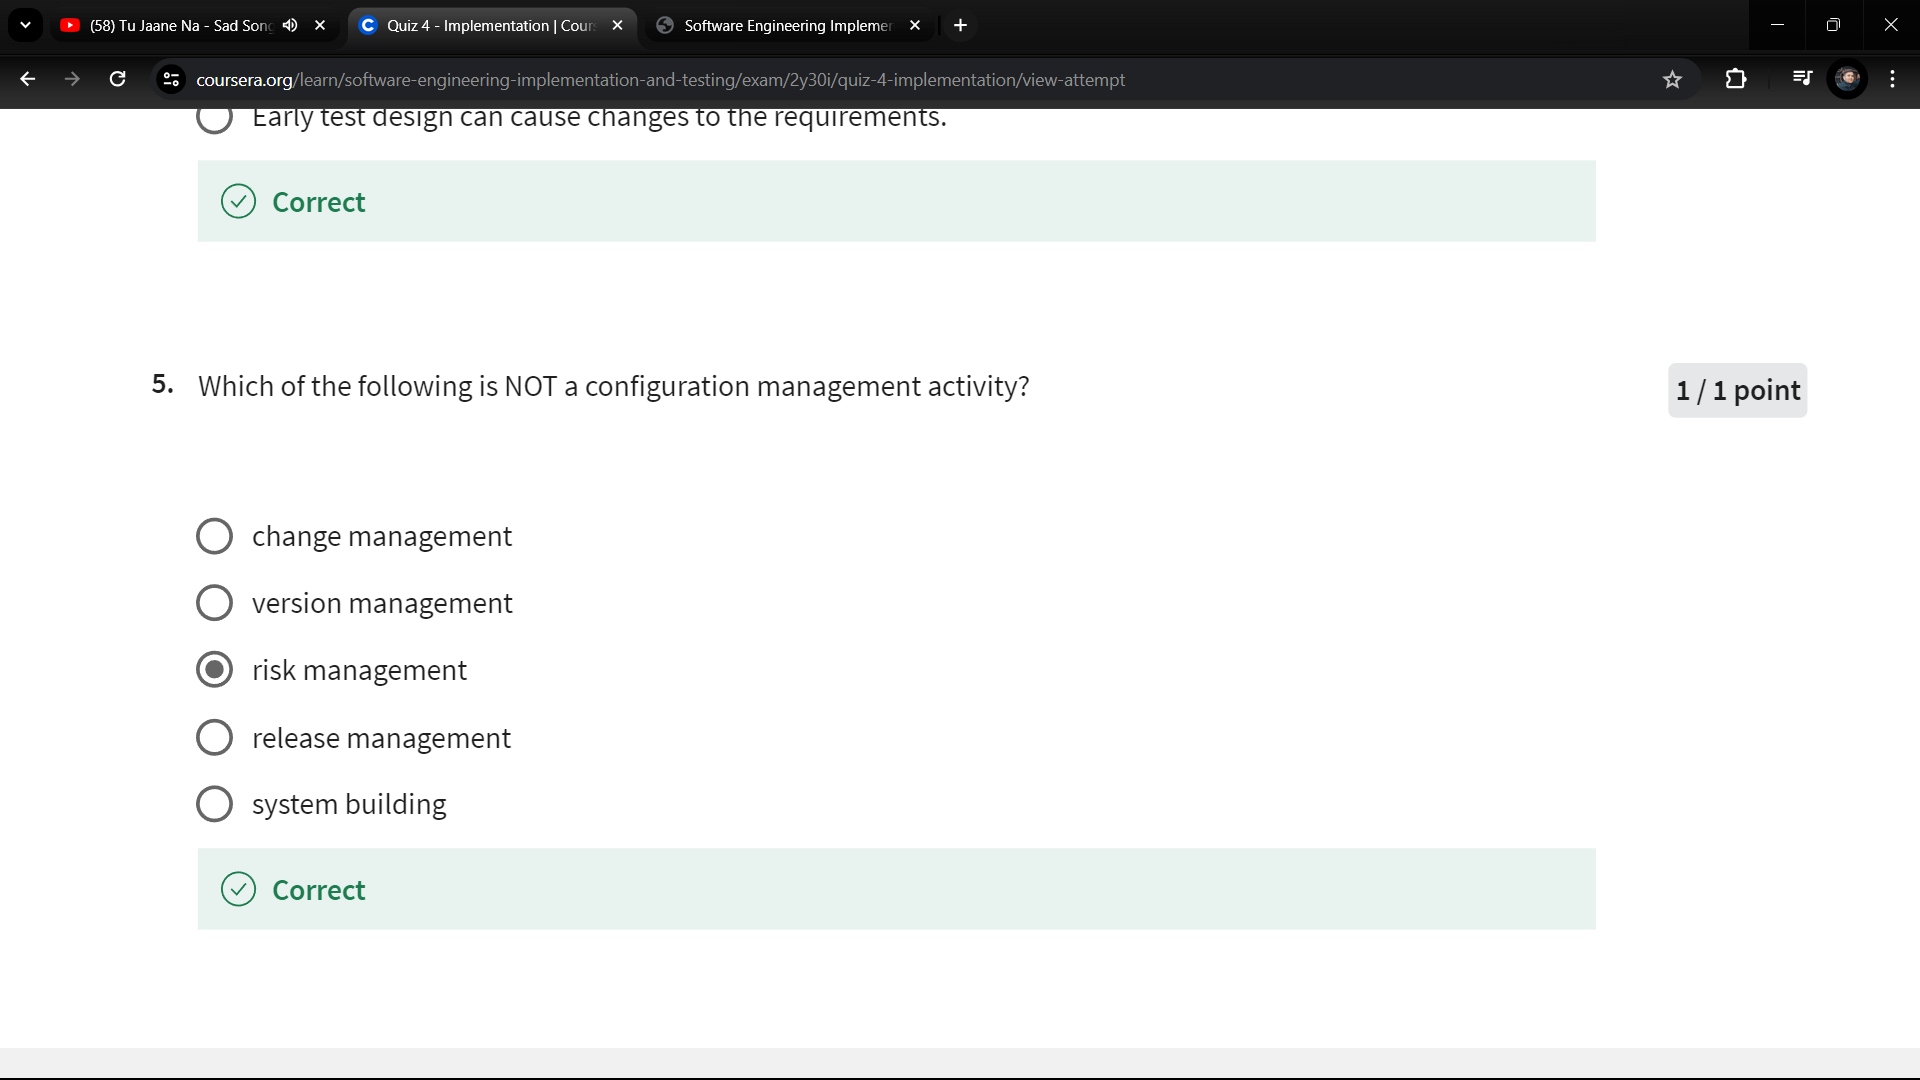 (58) Tu Jaane Na - Sad Song
Quiz 4 - Implementation | Cour
Software Engineering Implemen
coursera.org/learn/software-engineering-implementation-and-testing/exam/2y30i/quiz-4-implementation/view-attempt
Early test design can cause changes to the requirements.
Correct
5. Which of the following is NOT a configuration management activity?
1 / 1 point
change management
version management
risk management
release management
system building
Correct